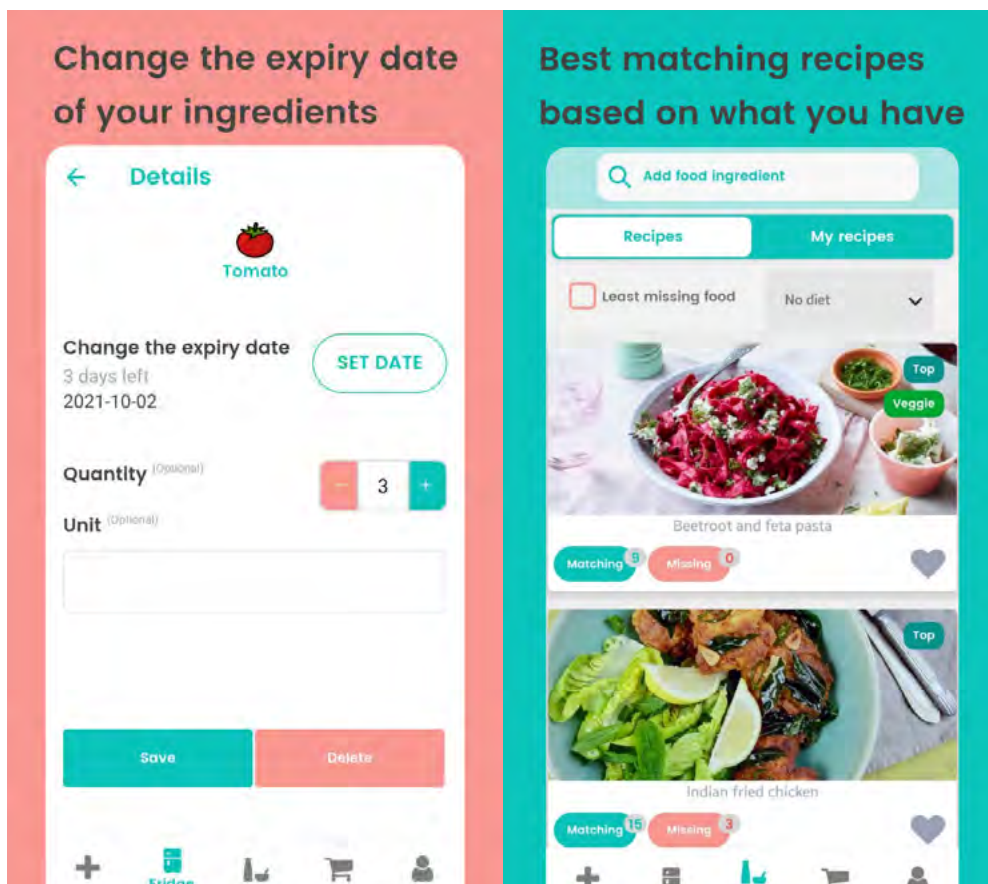 Change the expiry date
of your ingredients
Details
Tomato
Change the expiry date
3 days left
2021-10-02
SET DATE
Quantity (Optional)
- 3 +
Unit (Optional)
Save
Delete
Fridge
Best matching recipes
based on what you have
Add food ingredient
Recipes
My recipes
Least missing food
No diet
Top
Veggie
Beetroot and feta pasta
Matching 9
Missing 0
Top
Indian fried chicken
Matching 15
Missing 3